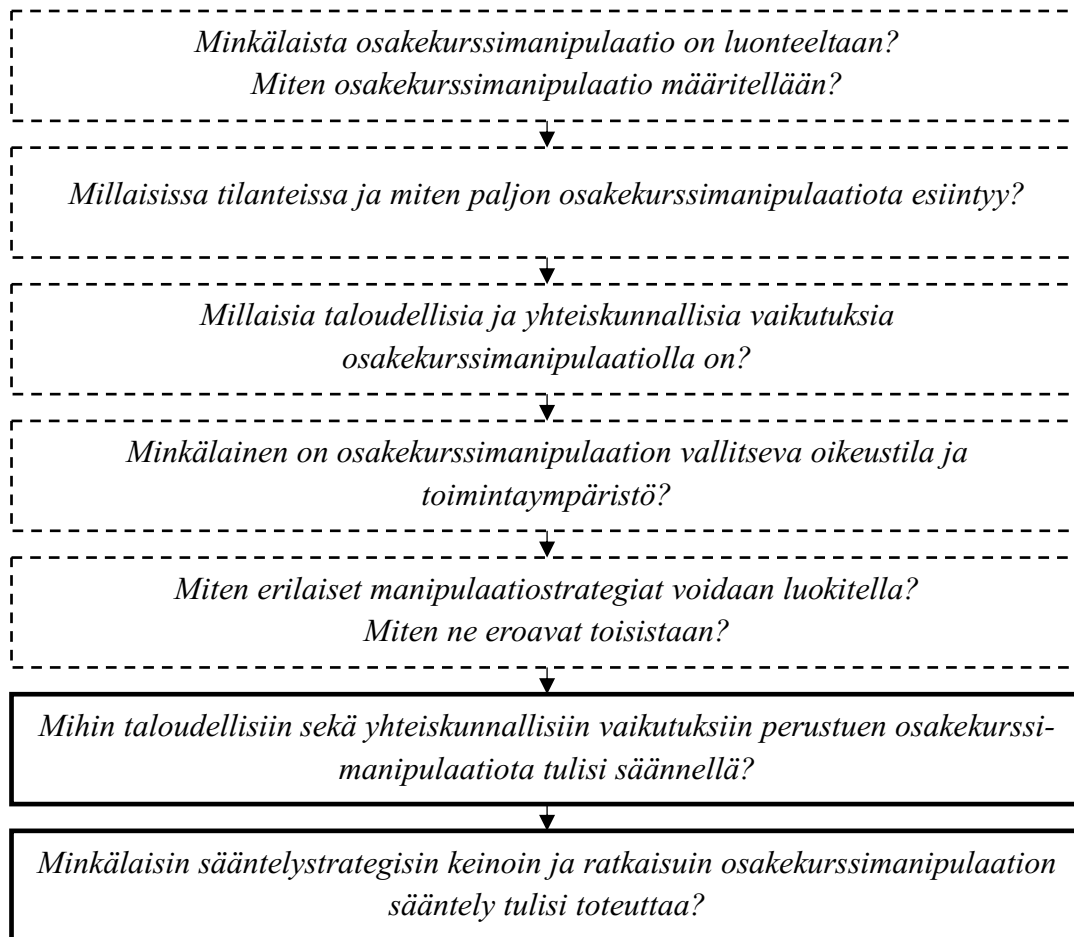 Minkälaista osakekurssimanipulaatio on luonteeltaan?
Miten osakekurssimanipulaatio määritellään?
Millaisissa tilanteissa ja miten paljon osakekurssimanipulaatiota esiintyy?
Millaisia taloudellisia ja yhteiskunnallisia vaikutuksia
osakekurssimanipulaatiolla on?
Minkälainen on osakekurssimanipulaation vallitseva oikeustila ja
toimintaympäristö?
Miten erilaiset manipulaatiostrategiat voidaan luokitella?
Miten ne eroavat toisistaan?
Mihin taloudellisiin sekä yhteiskunnallisiin vaikutuksiin perustuen osakekurssi-
manipulaatiota tulisi säännellä?
Minkälaisin sääntelystrategisin keinoin ja ratkaisuin osakekurssimanipulaation
sääntely tulisi toteuttaa?